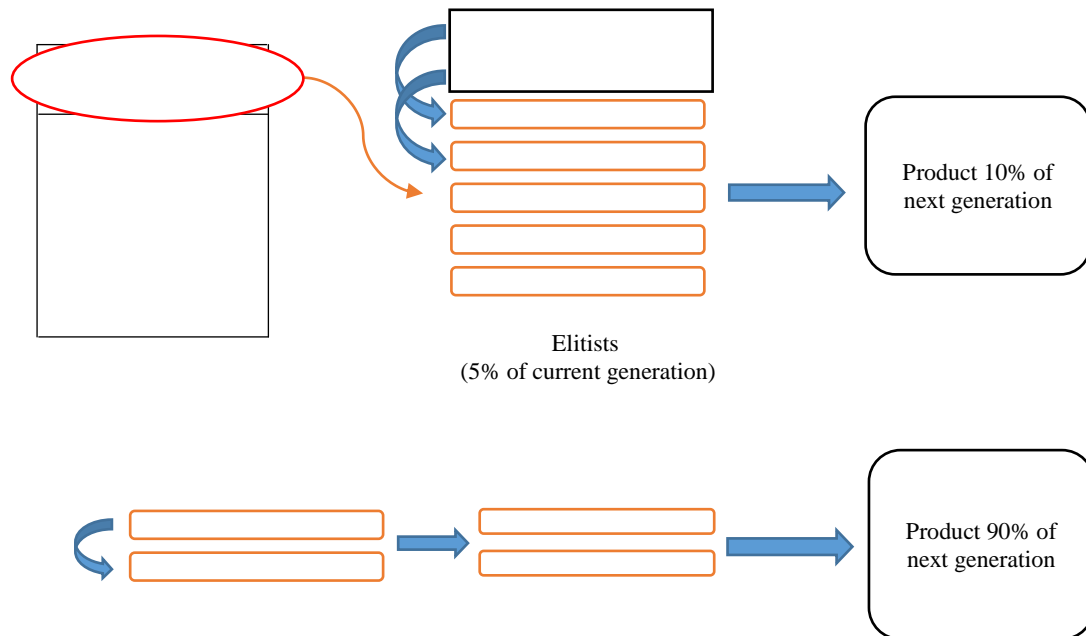 Product 10% of
next generation
Elitists
(5% of current generation)
Product 90% of
next generation